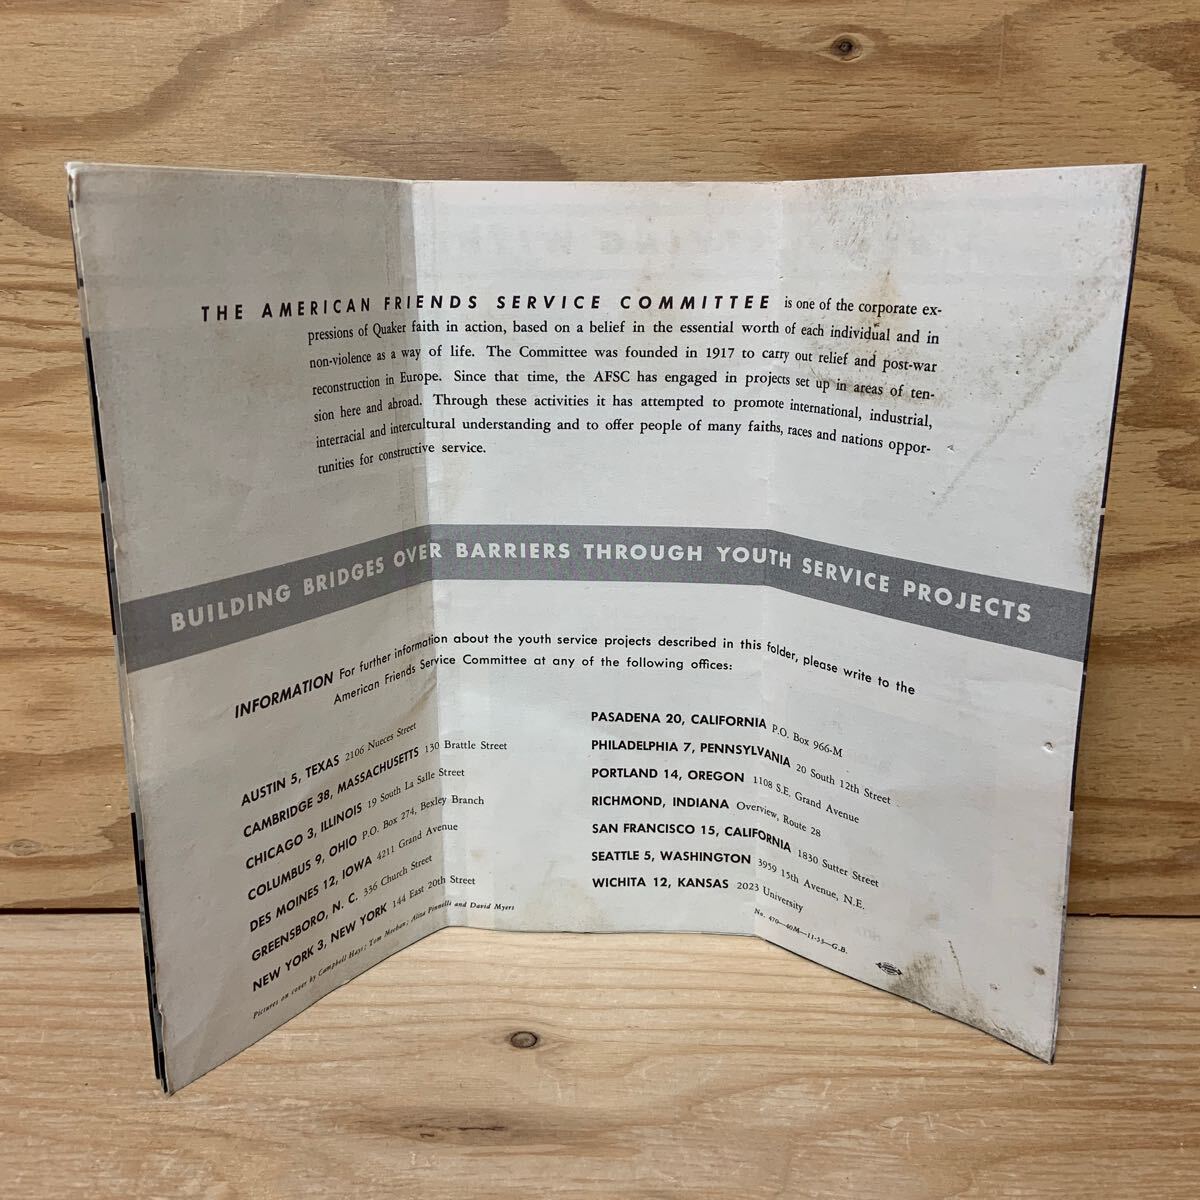 THE AMERICAN FRIENDS SERVICE COMMITTEE is one of the corporate ex-
pressions of Quaker faith in action, based on a belief in the essential worth of each individual and in
non-violence as a way of life. The Committee was founded in 1917 to carry out relief and post-war
reconstruction in Europe. Since that time, the AFSC has engaged in projects set up in areas of ten-
sion here and abroad. Through these activities it has attempted to promote international, industrial,
interracial and intercultural understanding and to offer people of many faiths, races and nations oppor-
tunities for constructive service.
BUILDING BRIDGES OVER BARRIERS THROUGH YOUTH SERVICE PROJECTS
INFORMATION For further information about the youth service projects described in this folder, please write to the
American Friends Service Committee at any of the following offices:
AUSTIN 5, TEXAS 2106 Nueces Street
CAMBRIDGE 38, MASSACHUSETTS 130 Brattle Street
CHICAGO 3, ILLINOIS 19 South La Salle Street
COLUMBUS 9, OHIO P.O. Box 274, Bexley Branch
DES MOINES 12, IOWA 4211 Grand Avenue
GREENSBORO, N. C. 336 Church Street
NEW YORK 3, NEW YORK 144 East 20th Street
Pictures on cover by Campbell Hays; Tom Meehan; Aina Pinnelli and David Myers
PASADENA 20, CALIFORNIA P.O. Box 966-M
PHILADELPHIA 7, PENNSYLVANIA 20 South 12th Street
PORTLAND 14, OREGON 1108 S.E. Grand Avenue
RICHMOND, INDIANA Overview, Route 28
SAN FRANCISCO 15, CALIFORNIA 1830 Sutter Street
SEATTLE 5, WASHINGTON 3959 15th Avenue, N.E.
WICHITA 12, KANSAS 2023 University
No. 470—40M—11-53—G.B.